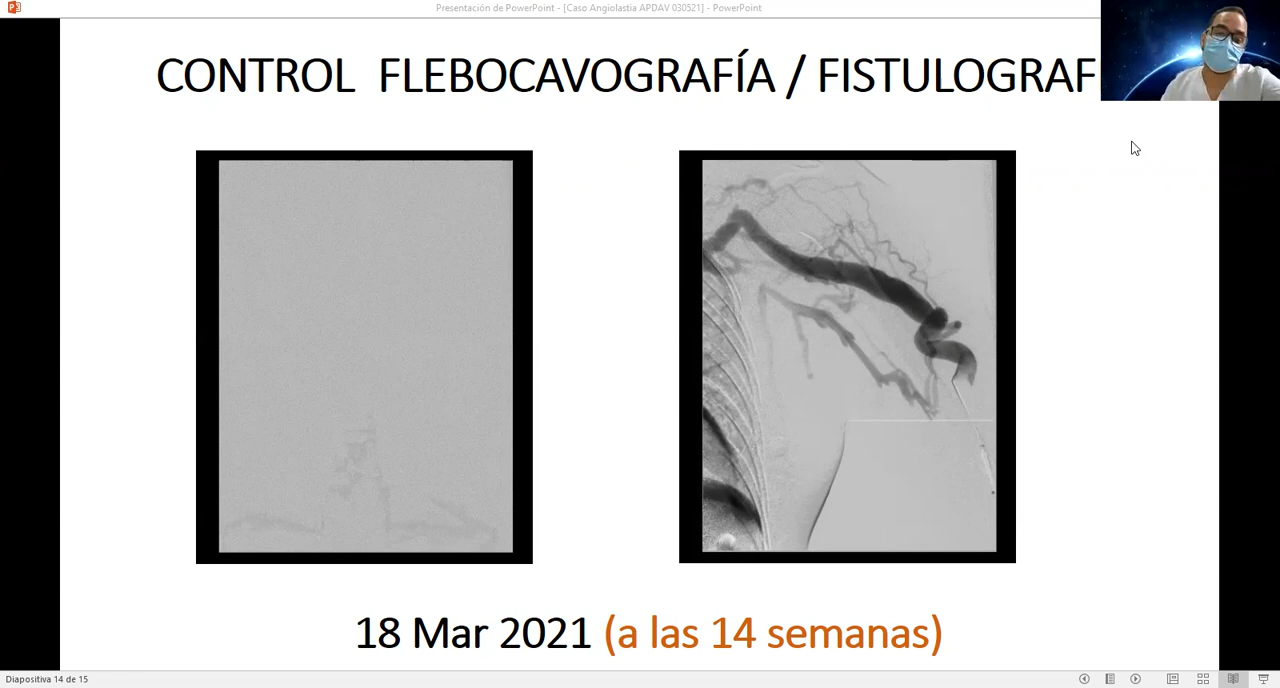 Presentación de PowerPoint - [Caso Angiolastia APDAV 030521] - PowerPoint
CONTROL FLEBOCAVOGRAFÍA / FISTULOGRAF
18 Mar 2021 (a las 14 semanas)
Diapositiva 14 de 15